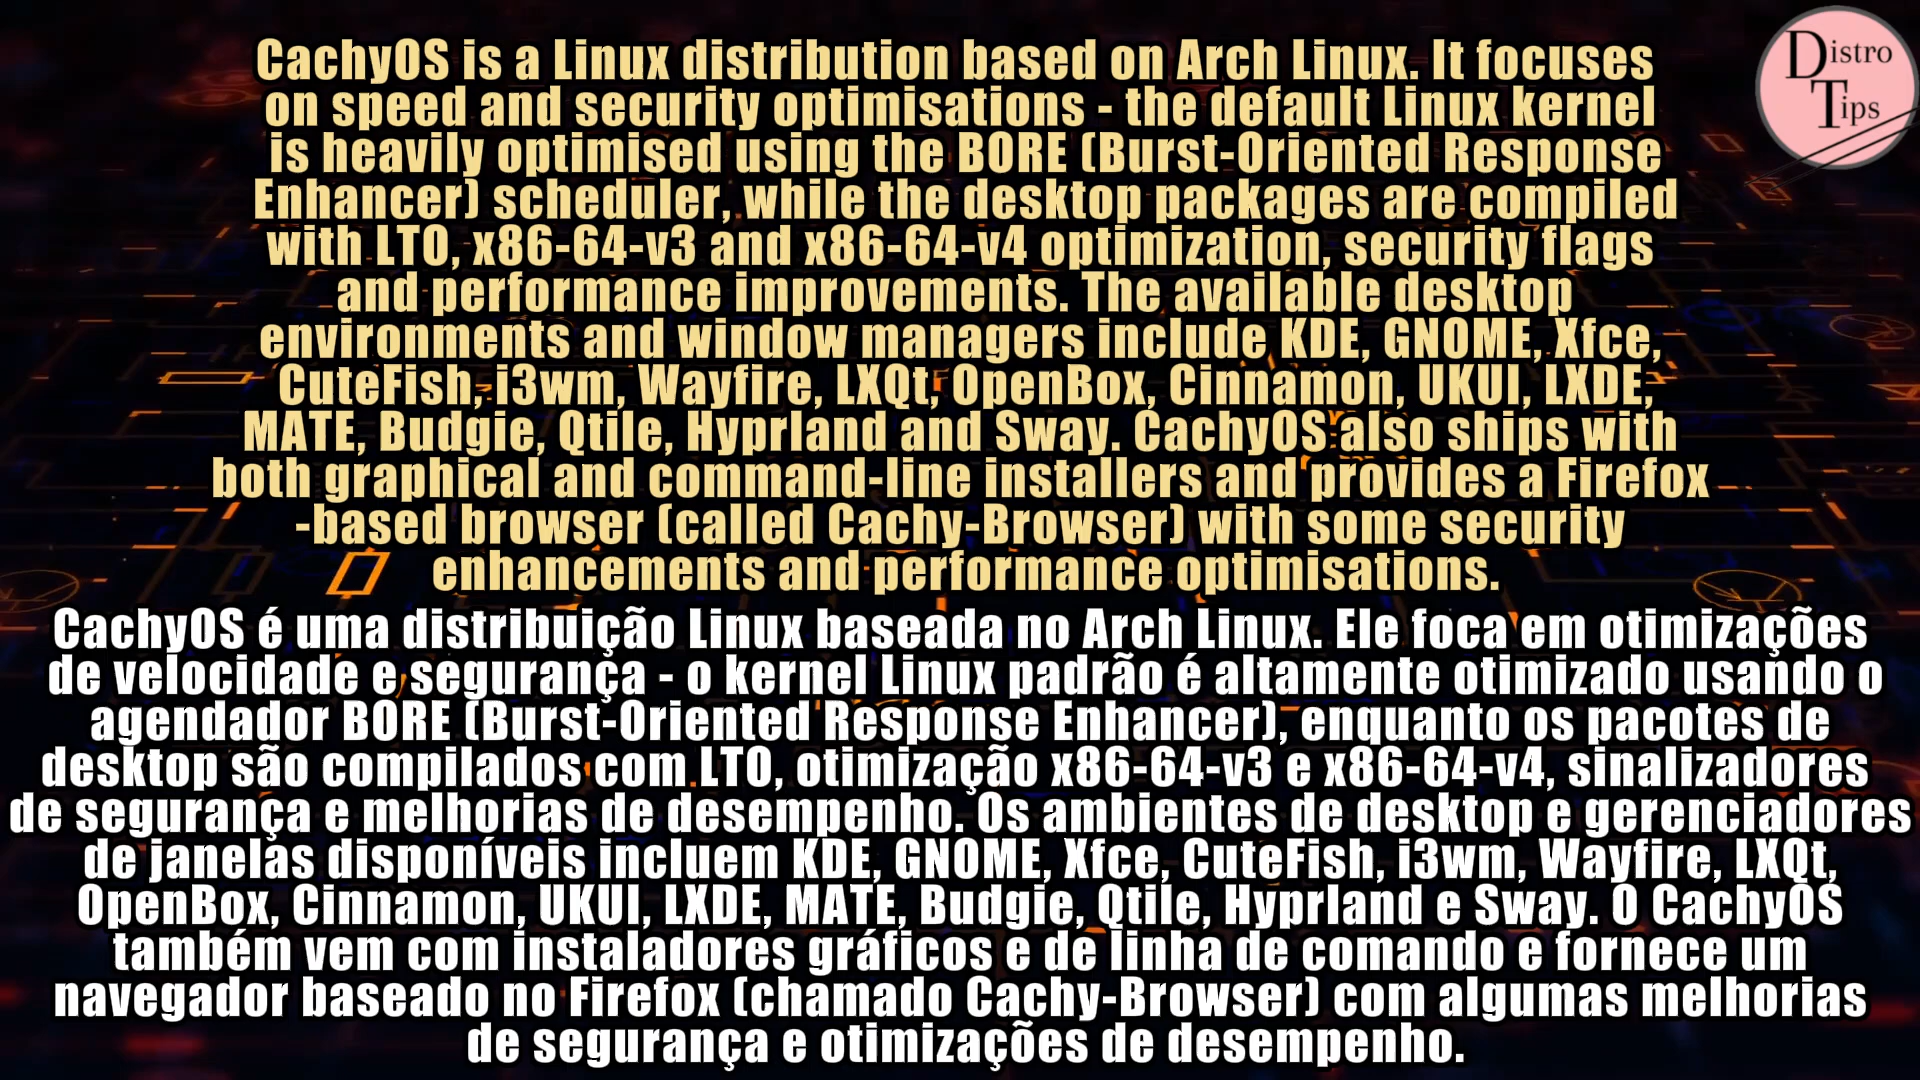 CachyOS is a Linux distribution based on Arch Linux. It focuses
on speed and security optimisations - the default Linux kernel
is heavily optimised using the BORE (Burst-Oriented Response
Enhancer) scheduler, while the desktop packages are compiled
with LTO, x86-64-v3 and x86-64-v4 optimization, security flags
and performance improvements. The available desktop
environments and window managers include KDE, GNOME, Xfce,
CuteFish, i3wm, Wayfire, LXQt, OpenBox, Cinnamon, UKUI, LXDE,
MATE, Budgie, Qtile, Hyprland and Sway. CachyOS also ships with
both graphical and command-line installers and provides a Firefox
-based browser (called Cachy-Browser) with some security
enhancements and performance optimisations.
CachyOS é uma distribuição Linux baseada no Arch Linux. Ele foca em otimizações
de velocidade e segurança - o kernel Linux padrão é altamente otimizado usando o
agendador BORE (Burst-Oriented Response Enhancer), enquanto os pacotes de
desktop são compilados com LTO, otimização x86-64-v3 e x86-64-v4, sinalizadores
de segurança e melhorias de desempenho. Os ambientes de desktop e gerenciadores
de janelas disponíveis incluem KDE, GNOME, Xfce, CuteFish, i3wm, Wayfire, LXQt,
OpenBox, Cinnamon, UKUI, LXDE, MATE, Budgie, Qtile, Hyprland e Sway. O CachyOS
também vem com instaladores gráficos e de linha de comando e fornece um
navegador baseado no Firefox (chamado Cachy-Browser) com algumas melhorias
de segurança e otimizações de desempenho.
Distro
Tips